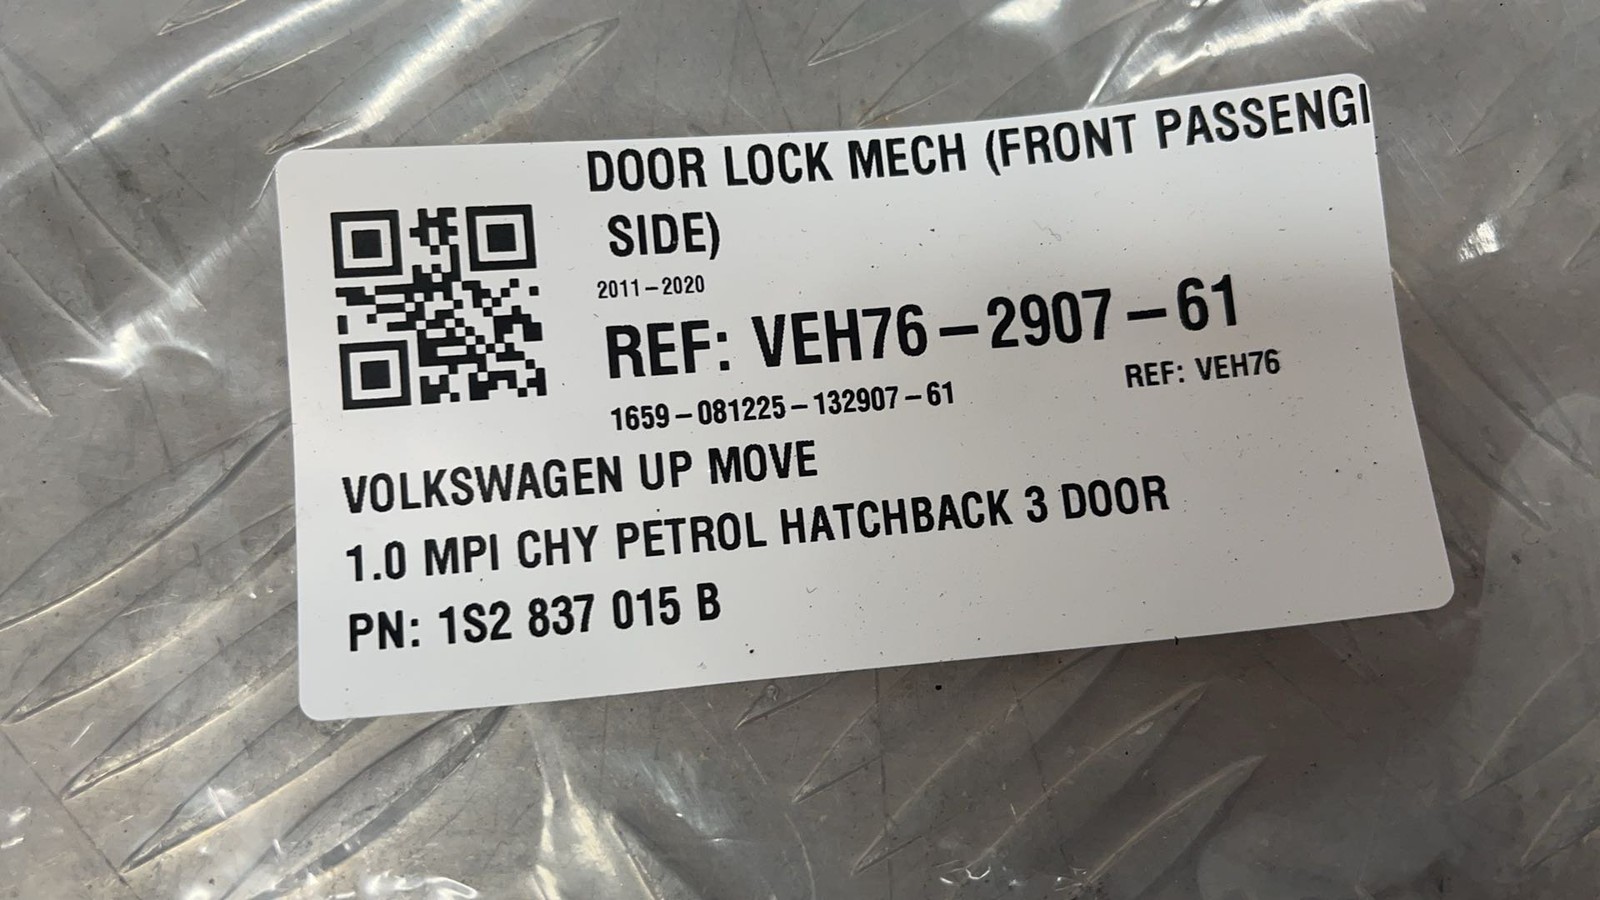 DOOR LOCK MECH (FRONT PASSENG
SIDE)
2011-2020
REF: VEH76-2907-61
1659-081225-132907-61
REF: VEH76
VOLKSWAGEN UP MOVE
1.0 MPI CHY PETROL HATCHBACK 3 DOOR
PN: 1S2 837 015 B